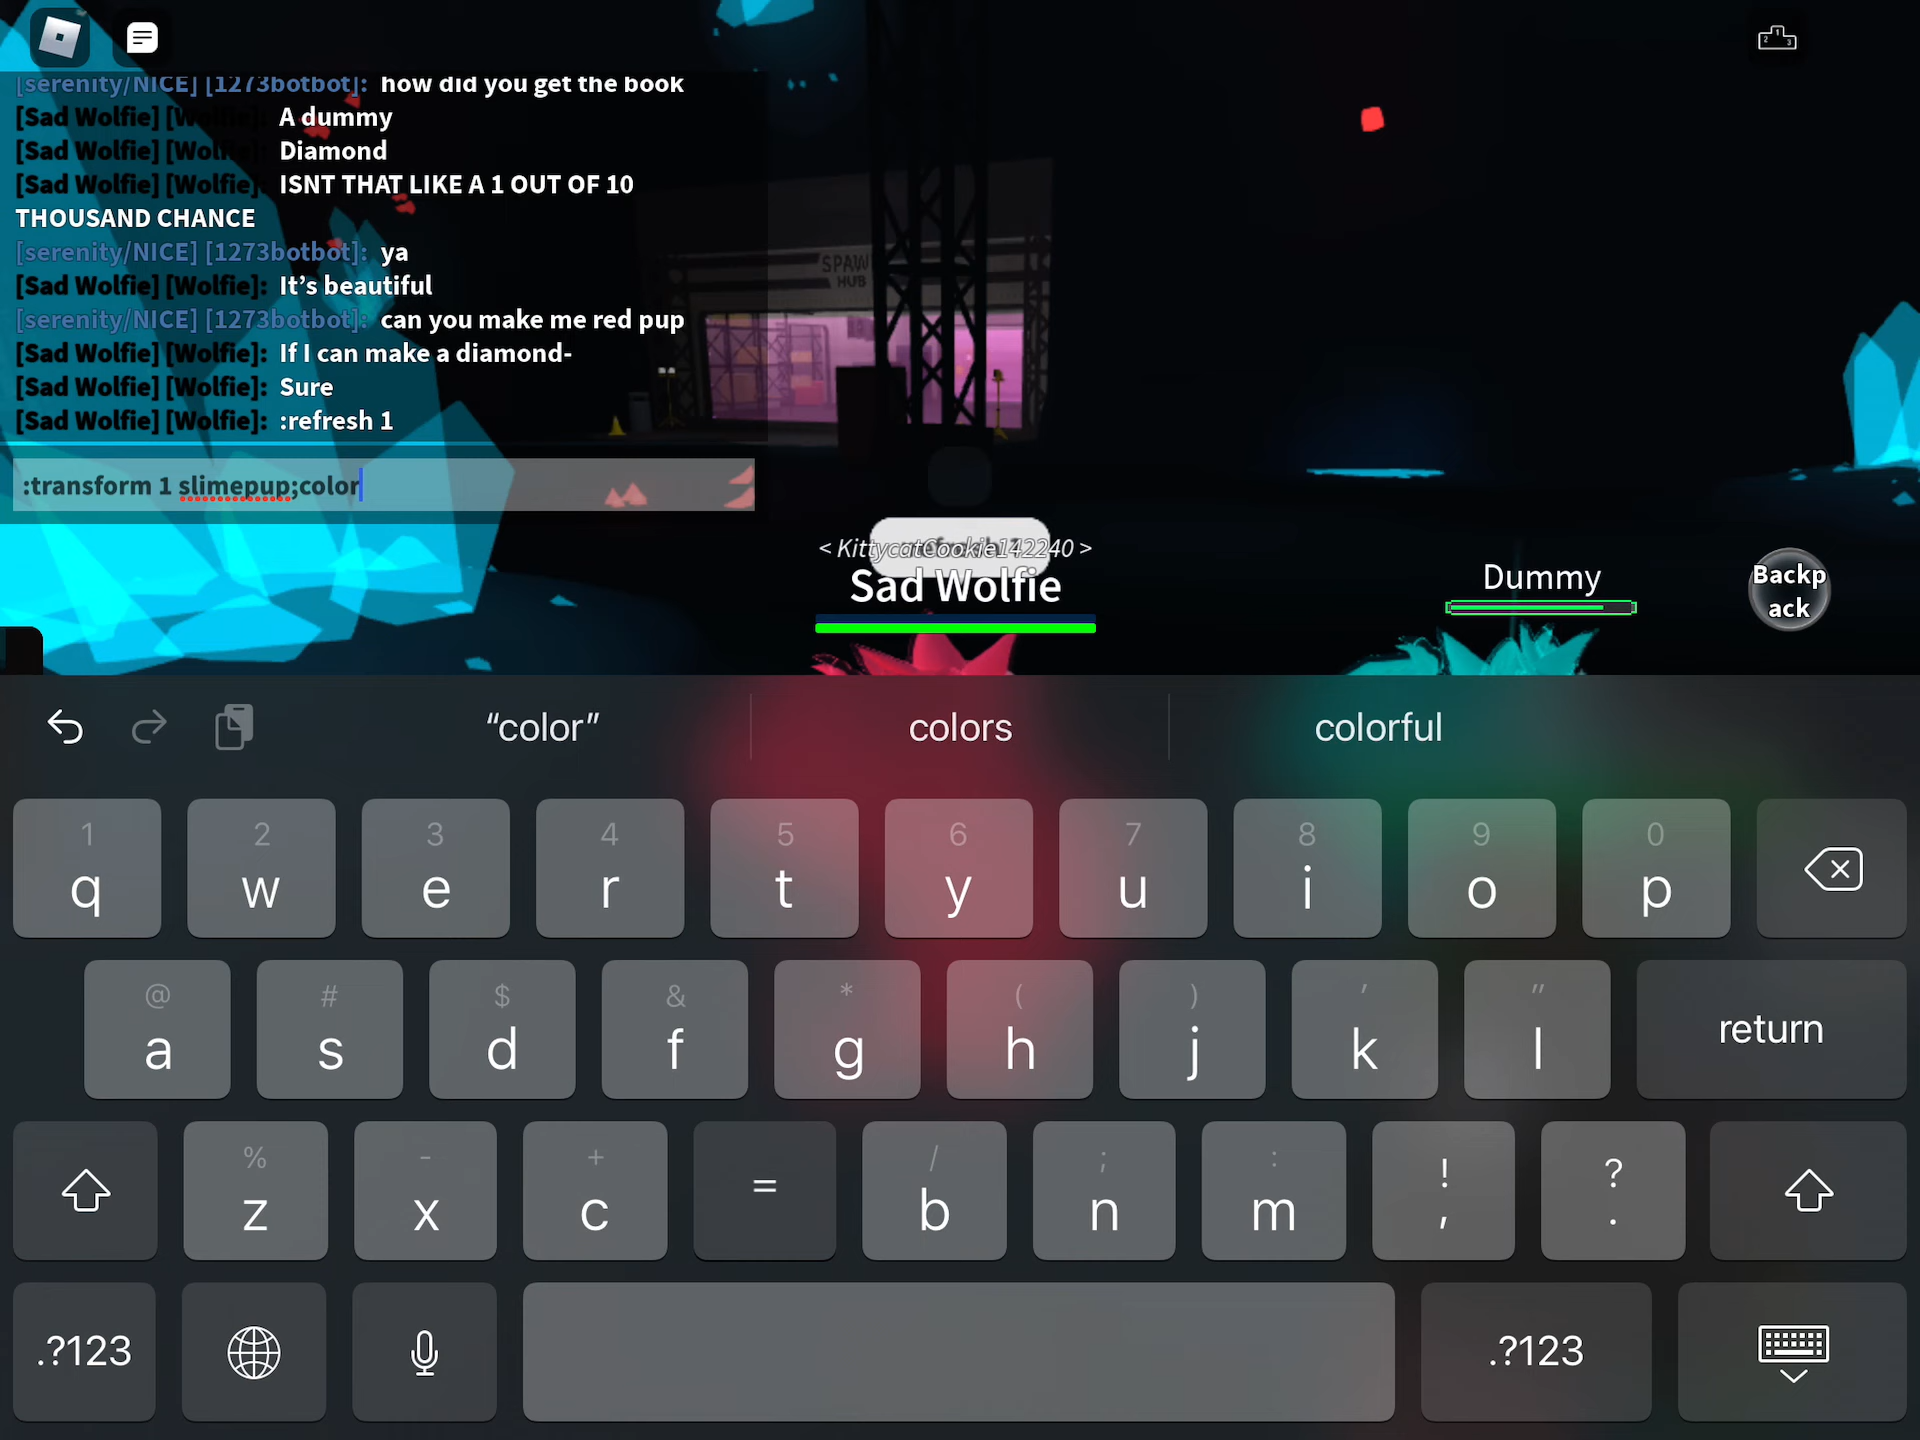 [serenity/NICE] [1273botbot]: how did you get the book
[Sad Wolfie] [Wolfie]: A dummy
[Sad Wolfie] [Wolfie]: Diamond
[Sad Wolfie] [Wolfie]: ISNT THAT LIKE A 1 OUT OF 10
THOUSAND CHANCE
[serenity/NICE] [1273botbot]: ya
[Sad Wolfie] [Wolfie]: It’s beautiful
[serenity/NICE] [1273botbot]: can you make me red pup
[Sad Wolfie] [Wolfie]: If I can make a diamond-
[Sad Wolfie] [Wolfie]: Sure
[Sad Wolfie] [Wolfie]: :refresh 1
:transform 1 slimepup;color
SPAW
HUB
< KittycatCookie142240 >
Sad Wolfie
Dummy
Backp
ack
“color” colors colorful
1 2 3 4 5 6 7 8 9 0
q w e r t y u i o p
@ # $ & * ( ) ' "
a s d f g h j k l return
% - + = / ; : ! ?
z x c b n m , .
.?123 .?123